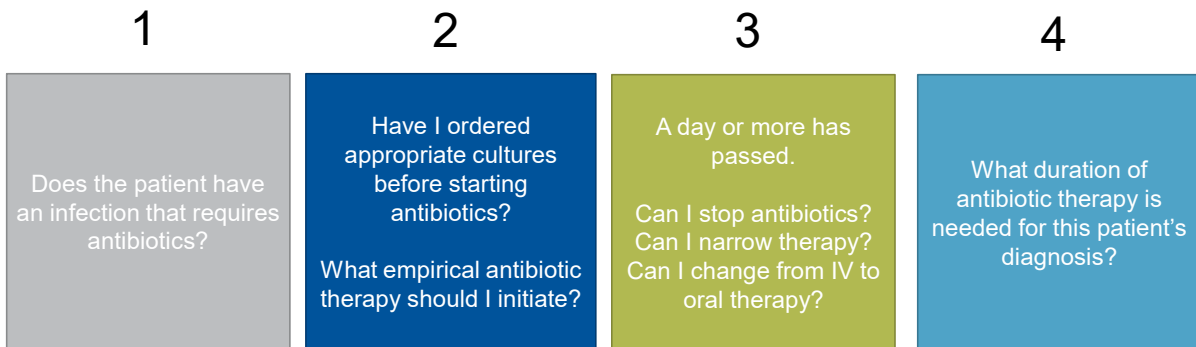 1
Does the patient have
an infection that requires
antibiotics?
2
Have I ordered
appropriate cultures
before starting
antibiotics?
What empirical antibiotic
therapy should I initiate?
3
A day or more has
passed.
Can I stop antibiotics?
Can I narrow therapy?
Can I change from IV to
oral therapy?
4
What duration of
antibiotic therapy is
needed for this patient’s
diagnosis?